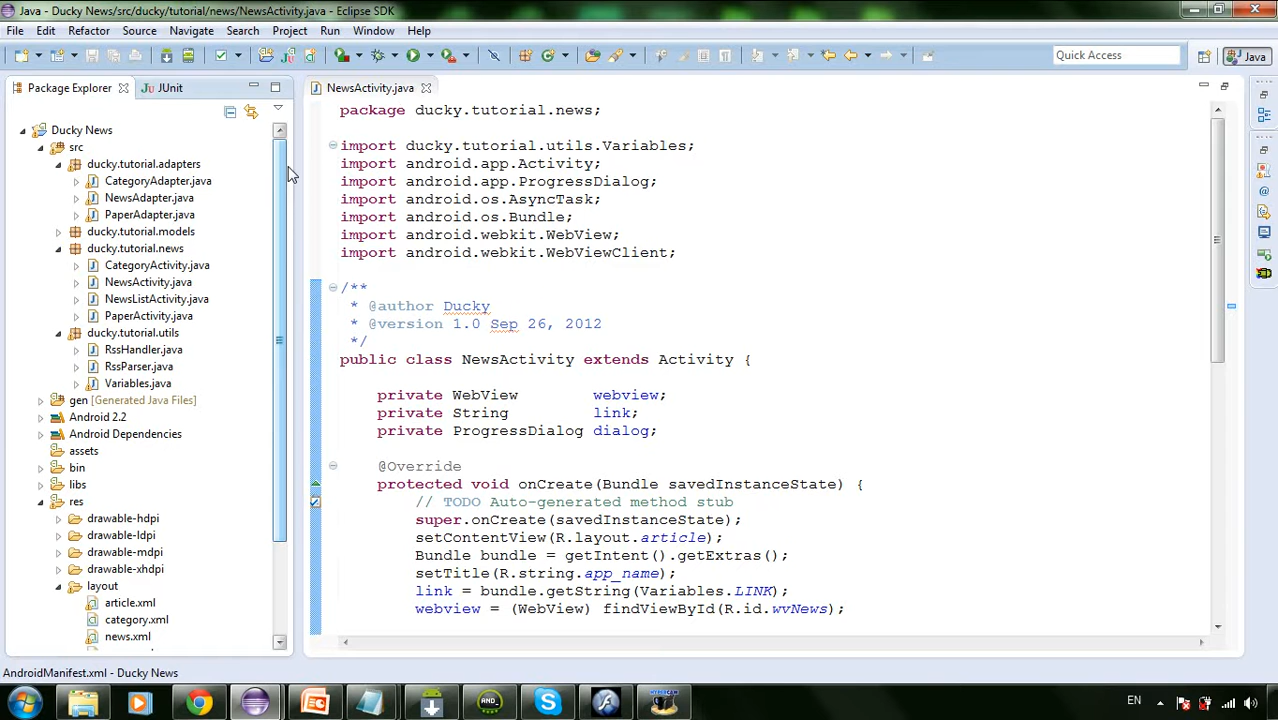 Java - Ducky News/src/ducky/tutorial/news/NewsActivity.java - Eclipse SDK
File Edit Refactor Source Navigate Search Project Run Window Help
Quick Access
Java
Package Explorer
JUnit
NewsActivity.java
Ducky News
src
ducky.tutorial.adapters
CategoryAdapter.java
NewsAdapter.java
PaperAdapter.java
ducky.tutorial.models
ducky.tutorial.news
CategoryActivity.java
NewsActivity.java
NewsListActivity.java
PaperActivity.java
ducky.tutorial.utils
RssHandler.java
RssParser.java
Variables.java
gen [Generated Java Files]
Android 2.2
Android Dependencies
assets
bin
libs
res
drawable-hdpi
drawable-ldpi
drawable-mdpi
drawable-xhdpi
layout
article.xml
category.xml
news.xml
package ducky.tutorial.news;
import ducky.tutorial.utils.Variables;
import android.app.Activity;
import android.app.ProgressDialog;
import android.os.AsyncTask;
import android.os.Bundle;
import android.webkit.WebView;
import android.webkit.WebViewClient;
/**
* @author Ducky
* @version 1.0 Sep 26, 2012
*/
public class NewsActivity extends Activity {
private WebView webview;
private String link;
private ProgressDialog dialog;
@Override
protected void onCreate(Bundle savedInstanceState) {
// TODO Auto-generated method stub
super.onCreate(savedInstanceState);
setContentView(R.layout.article);
Bundle bundle = getIntent().getExtras();
setTitle(R.string.app_name);
link = bundle.getString(Variables.LINK);
webview = (WebView) findViewById(R.id.wvNews);
AndroidManifest.xml - Ducky News
EN